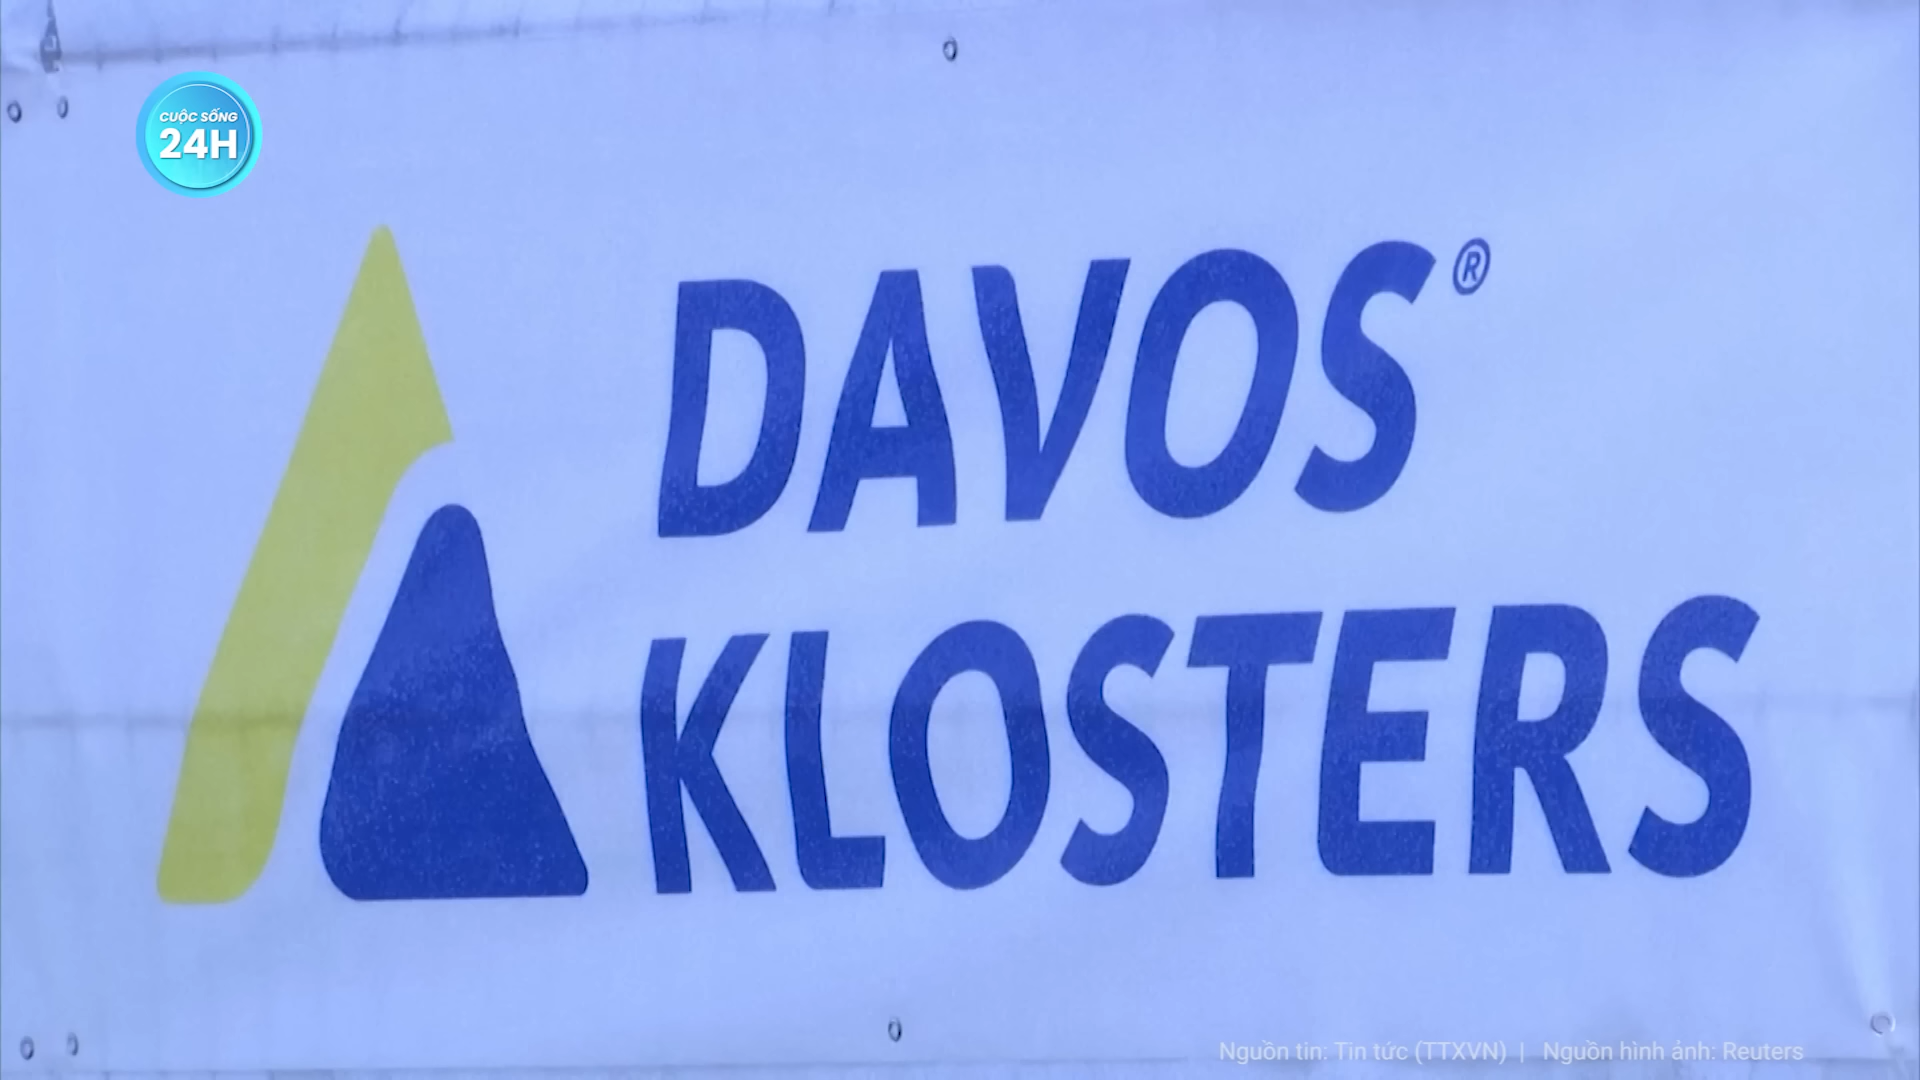 CUỘC SỐNG
24H
DAVOS®
KLOSTERS
Nguồn tin: Tin tức (TTXVN) | Nguồn hình ảnh: Reuters